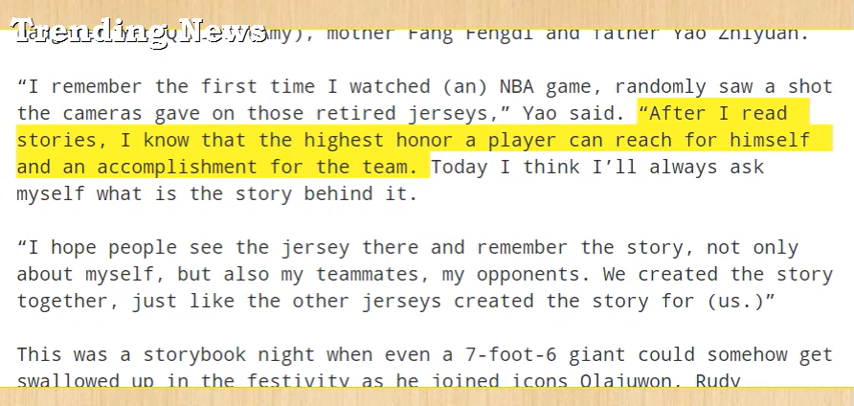 Trending News
mother Fang Fengdi and father Yao Zhiyuan.
“I remember the first time I watched (an) NBA game, randomly saw a shot
the cameras gave on those retired jerseys,” Yao said. “After I read
stories, I know that the highest honor a player can reach for himself
and an accomplishment for the team. Today I think I’ll always ask
myself what is the story behind it.
“I hope people see the jersey there and remember the story, not only
about myself, but also my teammates, my opponents. We created the story
together, just like the other jerseys created the story for (us.)”
This was a storybook night when even a 7-foot-6 giant could somehow get
swallowed up in the festivity as he joined icons Olajuwon, Rudy